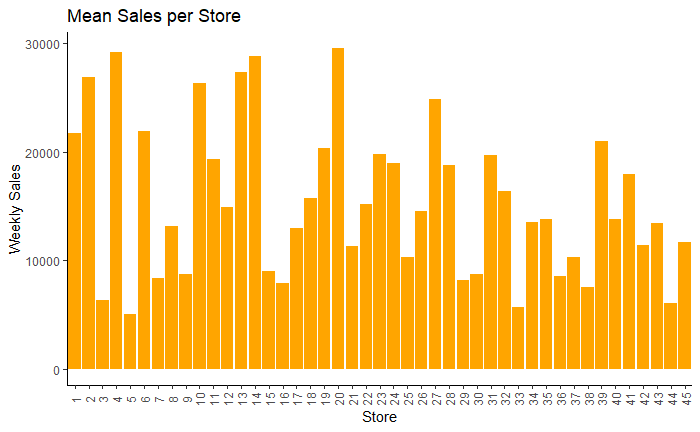 Mean Sales per Store
30000
20000
10000
0
Weekly Sales
1 2 3 4 5 6 7 8 9 10 11 12 13 14 15 16 17 18 19 20 21 22 23 24 25 26 27 28 29 30 31 32 33 34 35 36 37 38 39 40 41 42 43 44 45
Store